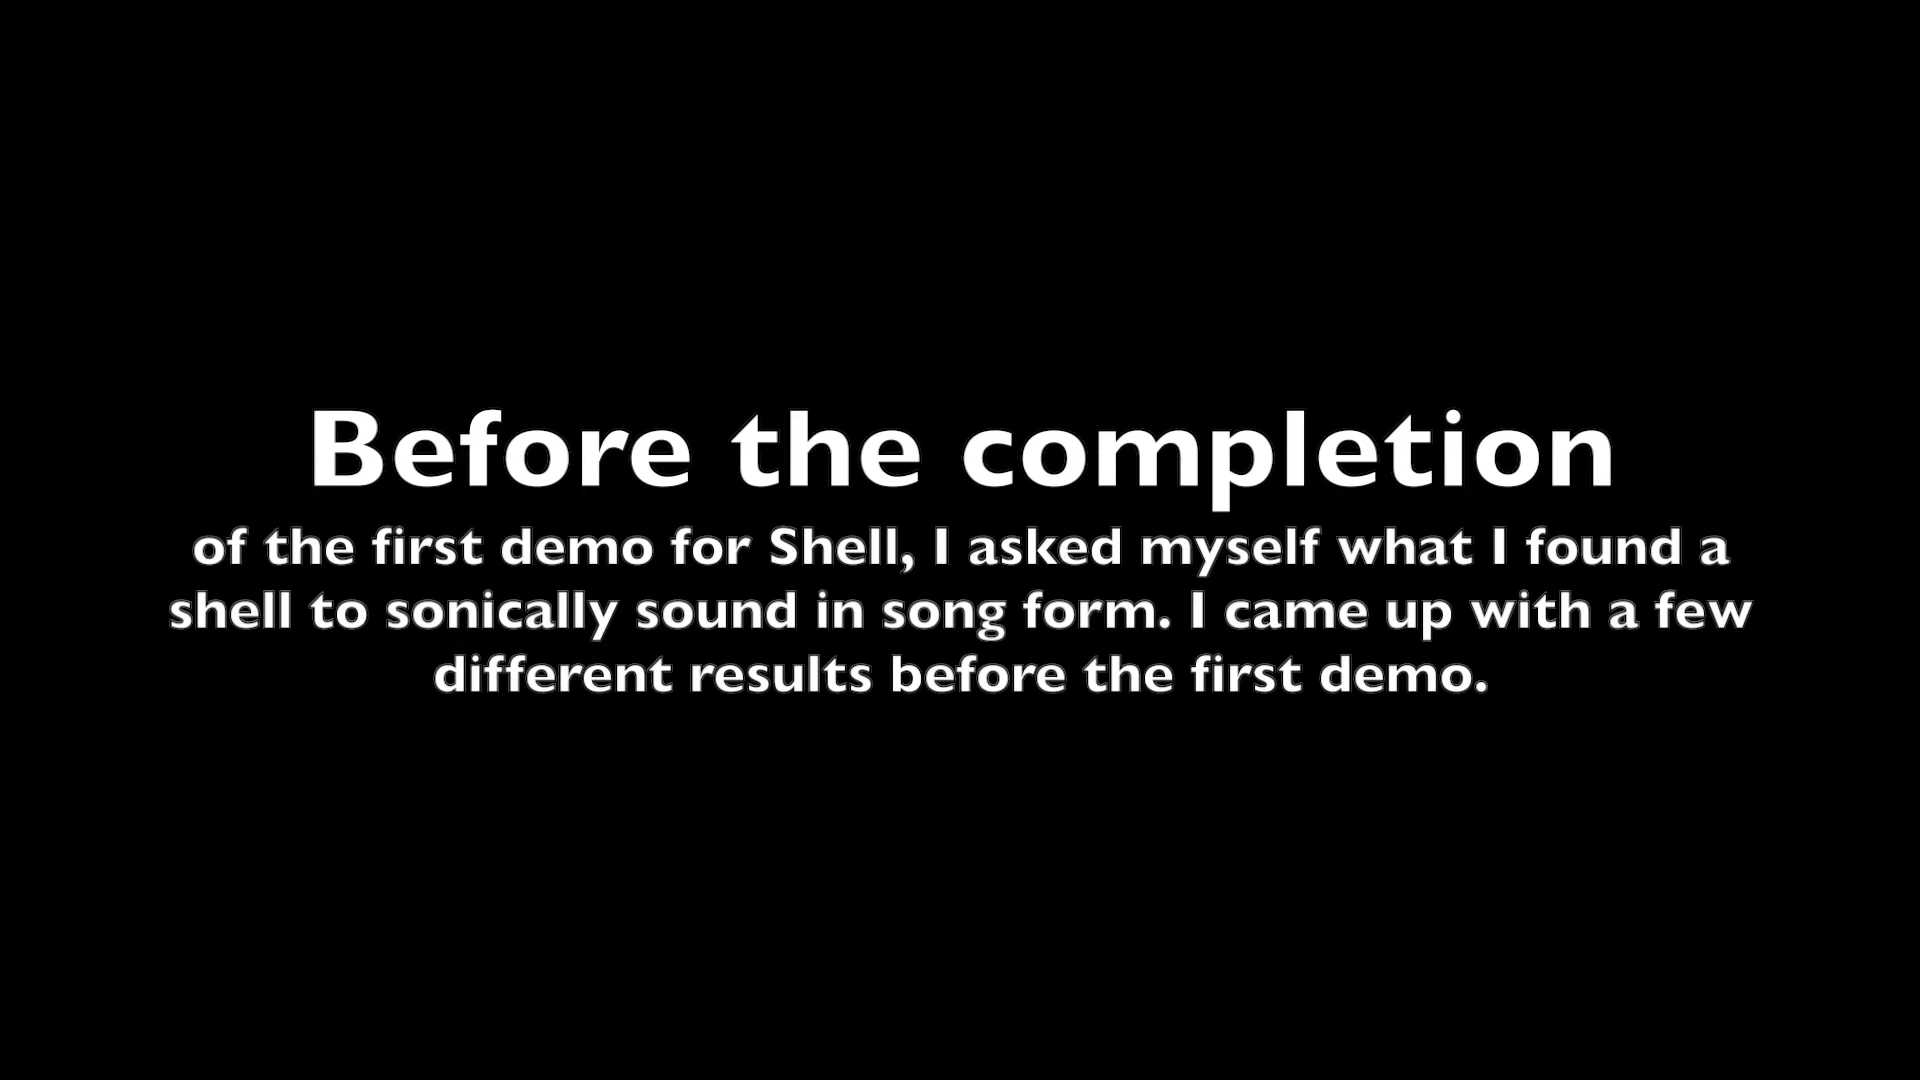 Before the completion
of the first demo for Shell, I asked myself what I found a
shell to sonically sound in song form. I came up with a few
different results before the first demo.